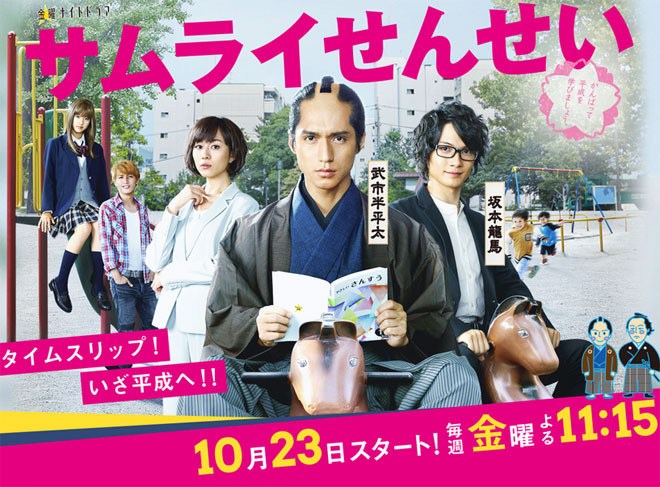 金曜ナイトドラマ
サムライせんせい
がんばって
平成を
学びましょう
武市半平太
坂本龍馬
さんすう
タイムスリップ!
いざ平成へ!!
10月23日スタート! 毎週金曜よる11:15